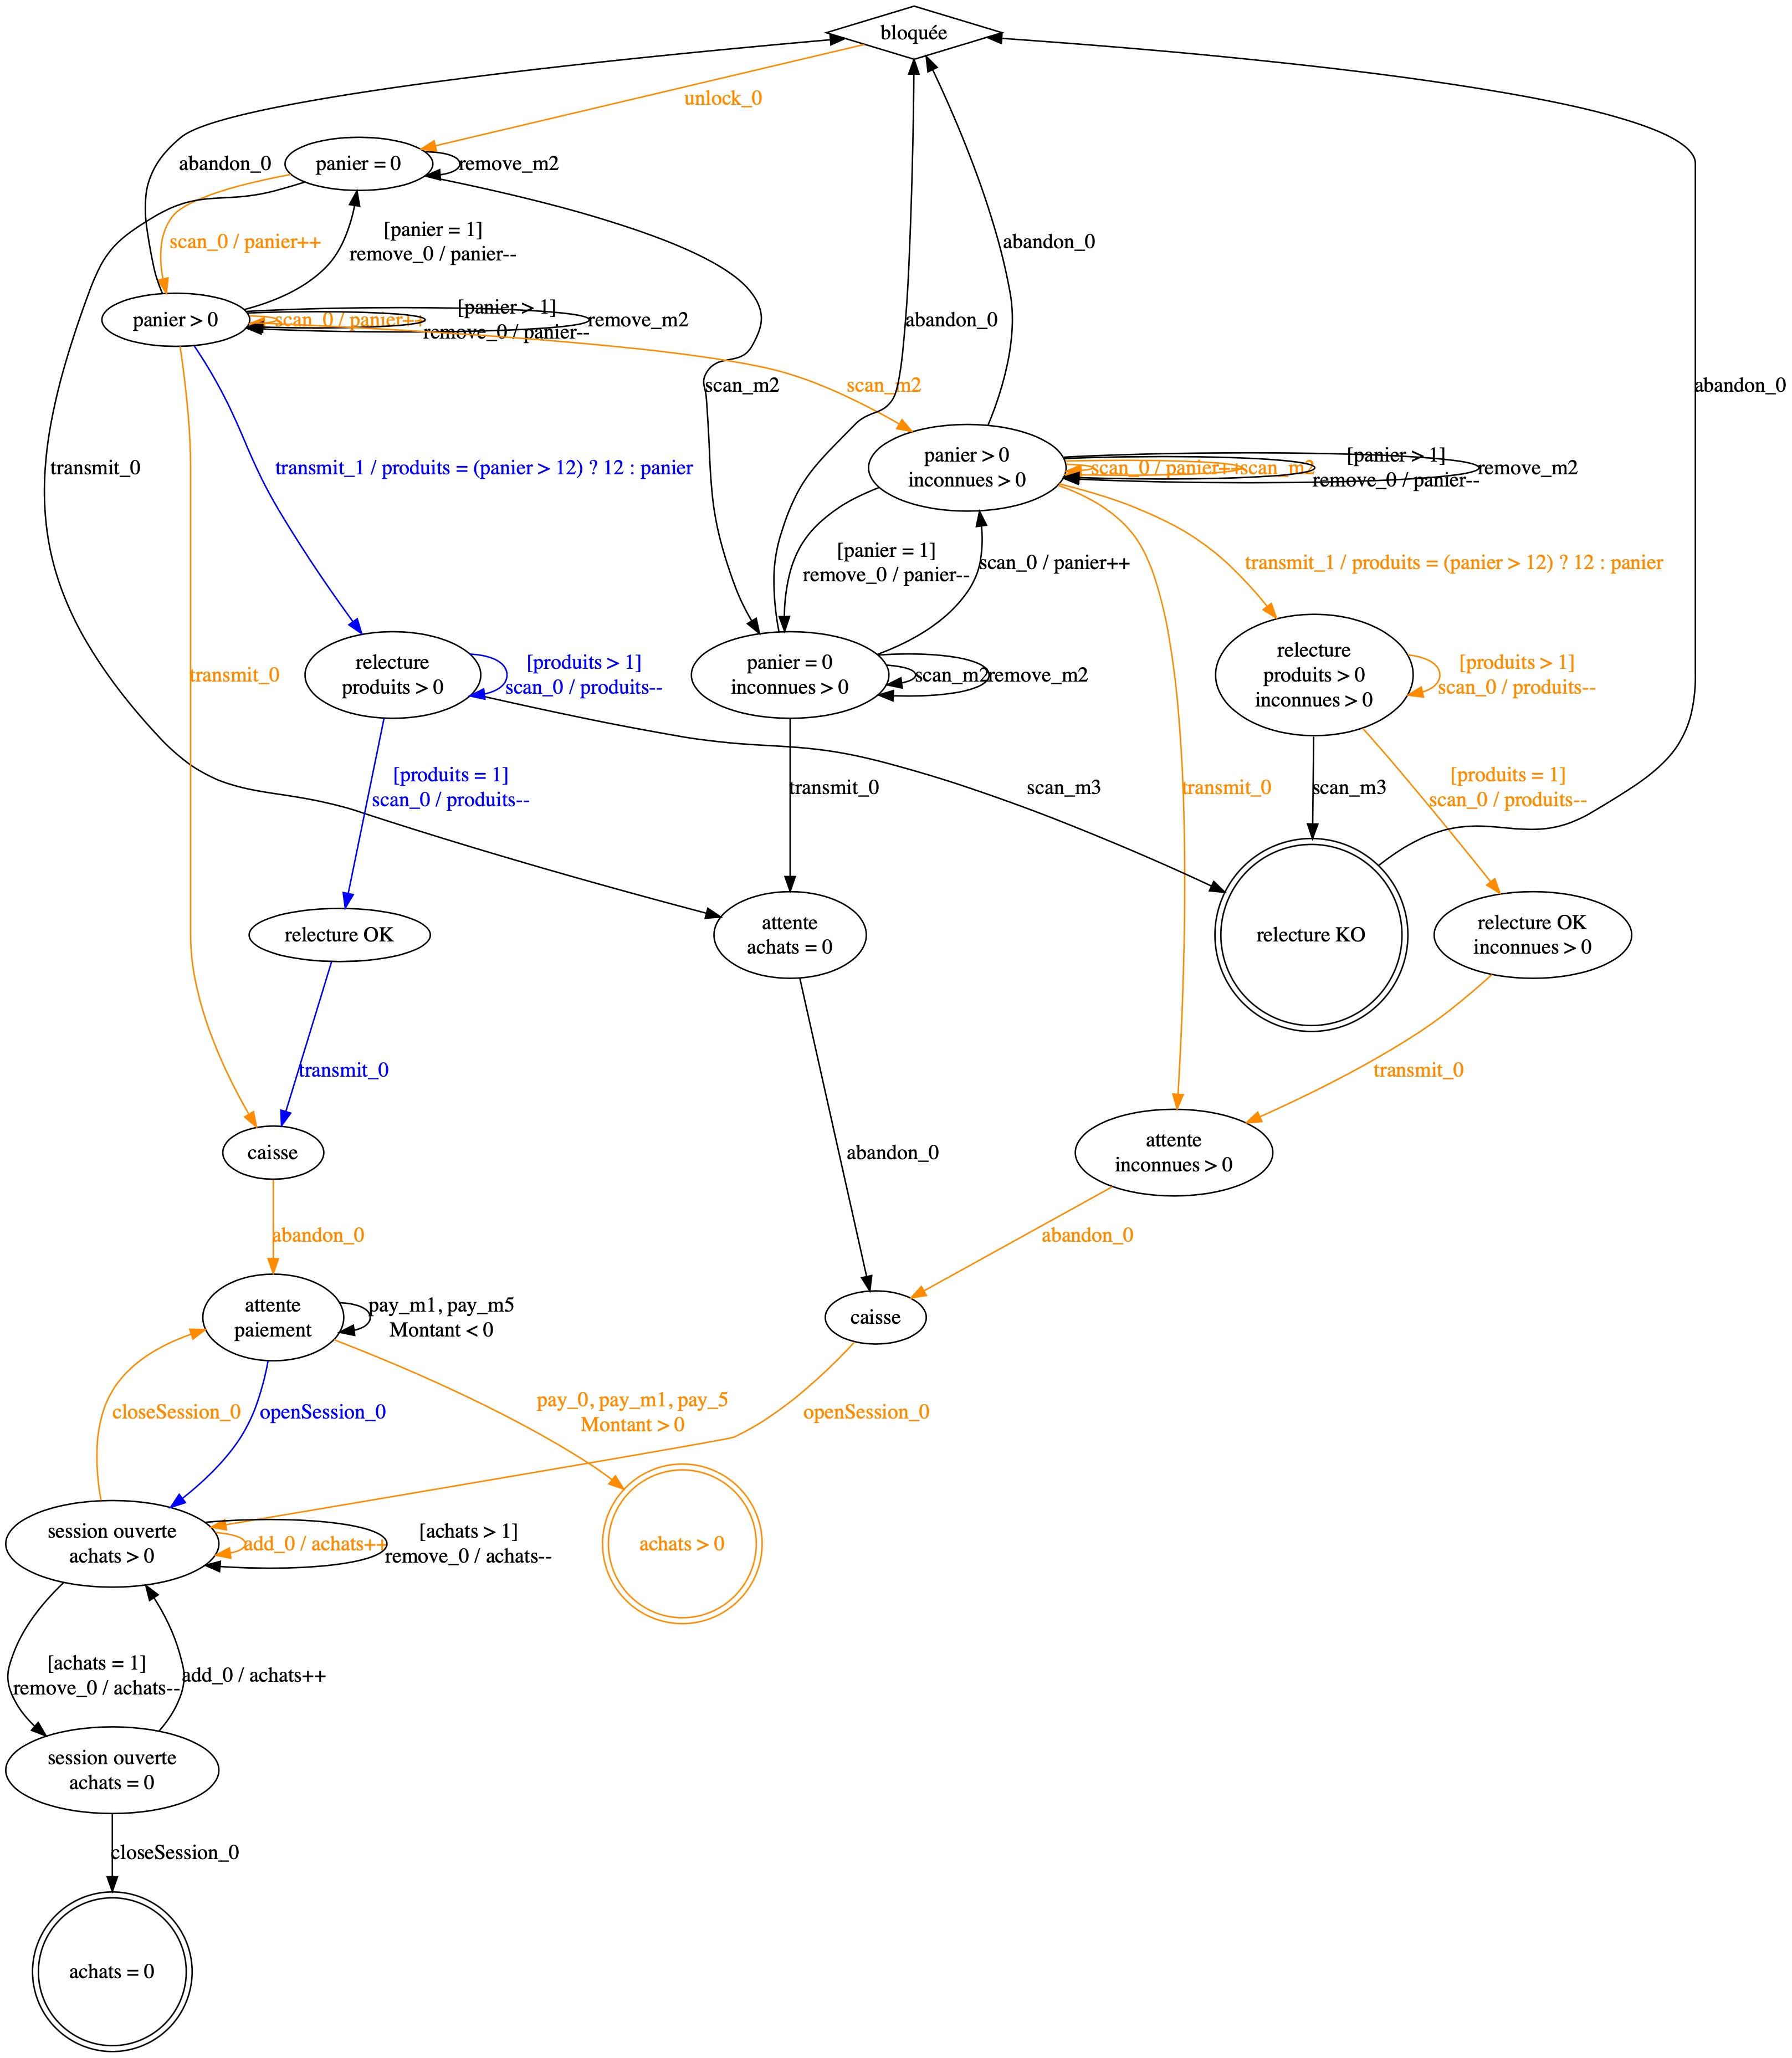 bloquée
unlock_0
abandon_0
panier = 0
remove_m2
scan_0 / panier++
[panier = 1]
remove_0 / panier--
abandon_0
panier > 0
scan_0 / panier++
[panier > 1]
remove_0 / panier--
remove_m2
abandon_0
scan_m2
scan_m2
abandon_0
transmit_0
transmit_1 / produits = (panier > 12) ? 12 : panier
panier > 0
inconnues > 0
scan_0 / panier++
scan_m2
[panier > 1]
remove_0 / panier--
remove_m2
[panier = 1]
remove_0 / panier--
scan_0 / panier++
transmit_1 / produits = (panier > 12) ? 12 : panier
transmit_0
relecture
produits > 0
[produits > 1]
scan_0 / produits--
panier = 0
inconnues > 0
scan_m2
remove_m2
relecture
produits > 0
inconnues > 0
[produits > 1]
scan_0 / produits--
[produits = 1]
scan_0 / produits--
transmit_0
scan_m3
transmit_0
scan_m3
[produits = 1]
scan_0 / produits--
relecture OK
attente
achats = 0
relecture KO
relecture OK
inconnues > 0
transmit_0
transmit_0
caisse
abandon_0
attente
inconnues > 0
abandon_0
abandon_0
attente
paiement
pay_m1, pay_m5
Montant < 0
caisse
closeSession_0
openSession_0
pay_0, pay_m1, pay_5
Montant > 0
openSession_0
session ouverte
achats > 0
add_0 / achats++
[achats > 1]
remove_0 / achats--
achats > 0
[achats = 1]
remove_0 / achats--
add_0 / achats++
session ouverte
achats = 0
closeSession_0
achats = 0